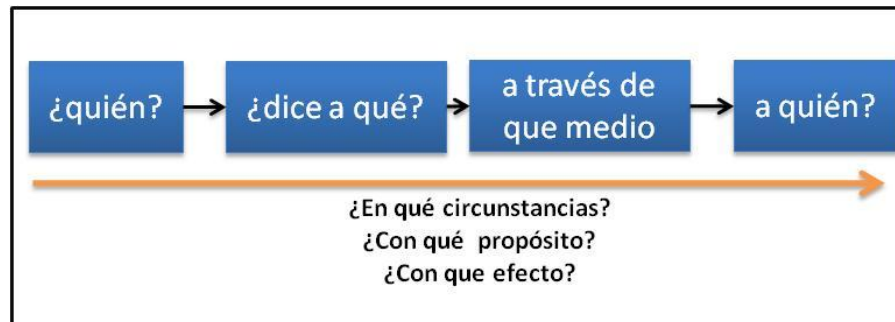 ¿quién?
¿dice a qué?
a través de
que medio
a quién?
¿En qué circunstancias?
¿Con qué propósito?
¿Con que efecto?